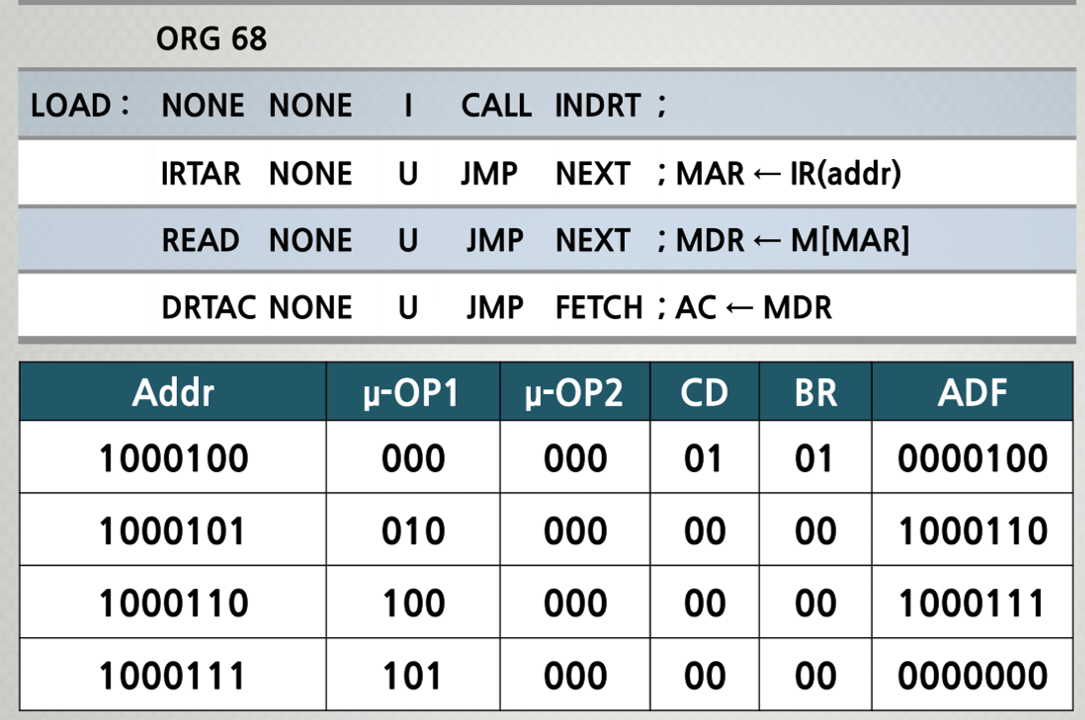 ORG 68
LOAD : NONE NONE I CALL INDRT ;
IRTAR NONE U JMP NEXT ; MAR ← IR(addr)
READ NONE U JMP NEXT ; MDR ← M[MAR]
DRTAC NONE U JMP FETCH ; AC ← MDR
Addr μ-OP1 μ-OP2 CD BR ADF
1000100 000 000 01 01 0000100
1000101 010 000 00 00 1000110
1000110 100 000 00 00 1000111
1000111 101 000 00 00 0000000